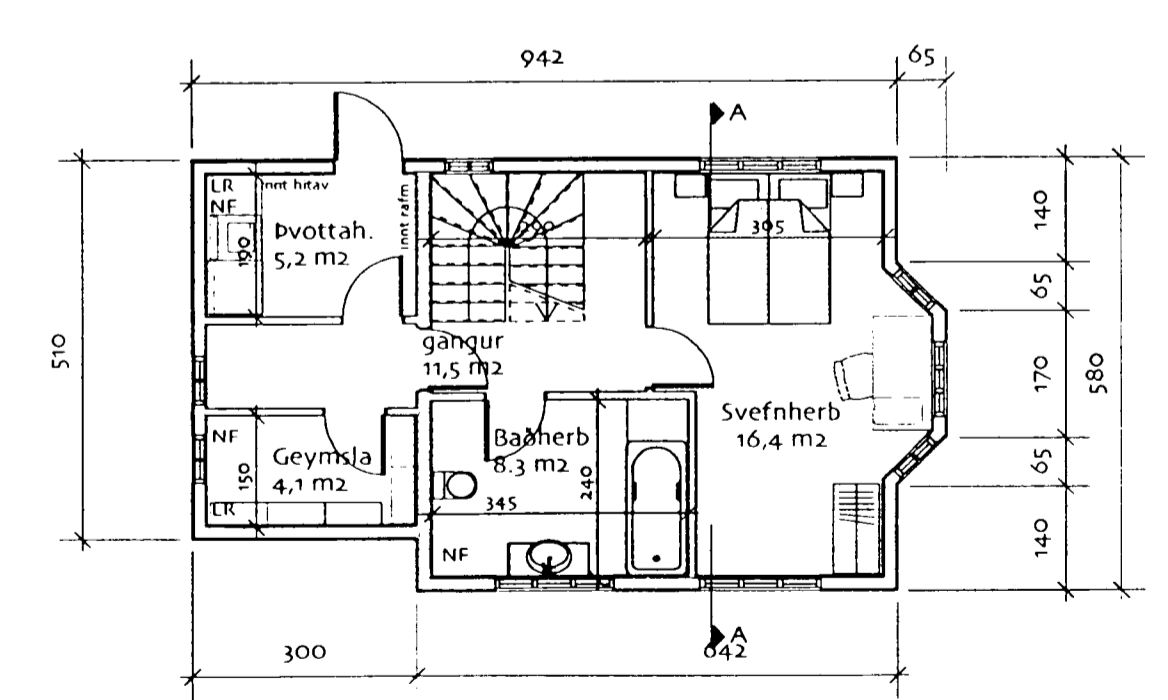 942
65
A
LR
NF
innt hitav
innt rafm
Þvottah.
5,2 m2
190
305
140
65
170
65
140
580
510
gangur
11,5 m2
Svefnherb
16,4 m2
NF
Geymsla
4,1 m2
150
LR
Baðherb
8.3 m2
240
345
NF
A
300
642